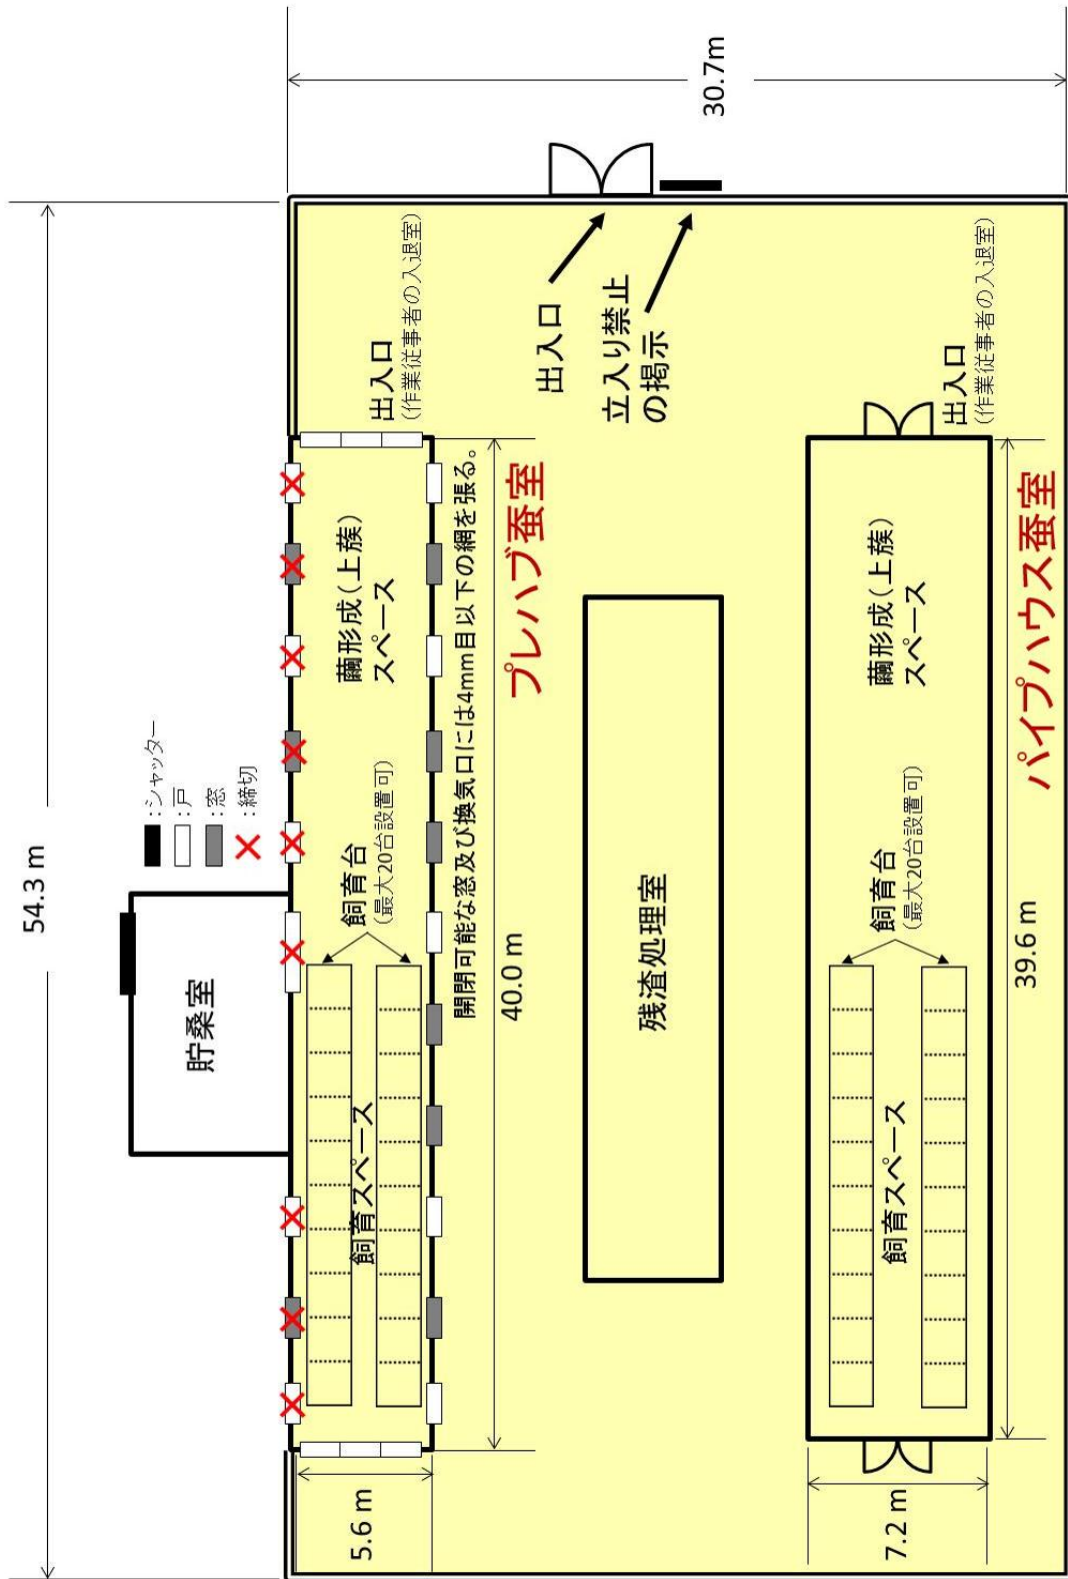 54.3 m
30.7m
:シャッター
:戸
:窓
:締切
貯桑室
出入口
(作業従事者の入退室)
繭形成(上蔟)
スペース
飼育台
(最大20台設置可)
飼育スペース
5.6 m
開閉可能な窓及び換気口には4mm目以下の網を張る。
40.0 m
プレハブ蚕室
出入口
立入り禁止
の掲示
残渣処理室
出入口
(作業従事者の入退室)
繭形成(上蔟)
スペース
飼育台
(最大20台設置可)
飼育スペース
7.2 m
39.6 m
パイプハウス蚕室